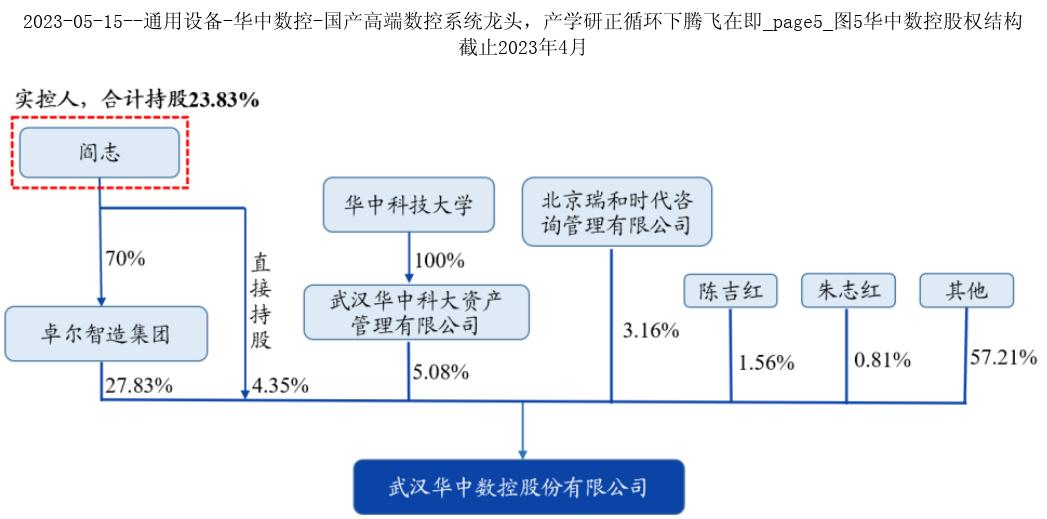 2023-05-15--通用设备-华中数控-国产高端数控系统龙头，产学研正循环下腾飞在即_page5_图5华中数控股权结构
截止2023年4月
实控人，合计持股23.83%
阎志
华中科技大学
北京瑞和时代咨
询管理有限公司
70%
直接持股
100%
卓尔智造集团
武汉华中科大资产
管理有限公司
陈吉红
朱志红
其他
27.83%
4.35%
5.08%
3.16%
1.56%
0.81%
57.21%
武汉华中数控股份有限公司